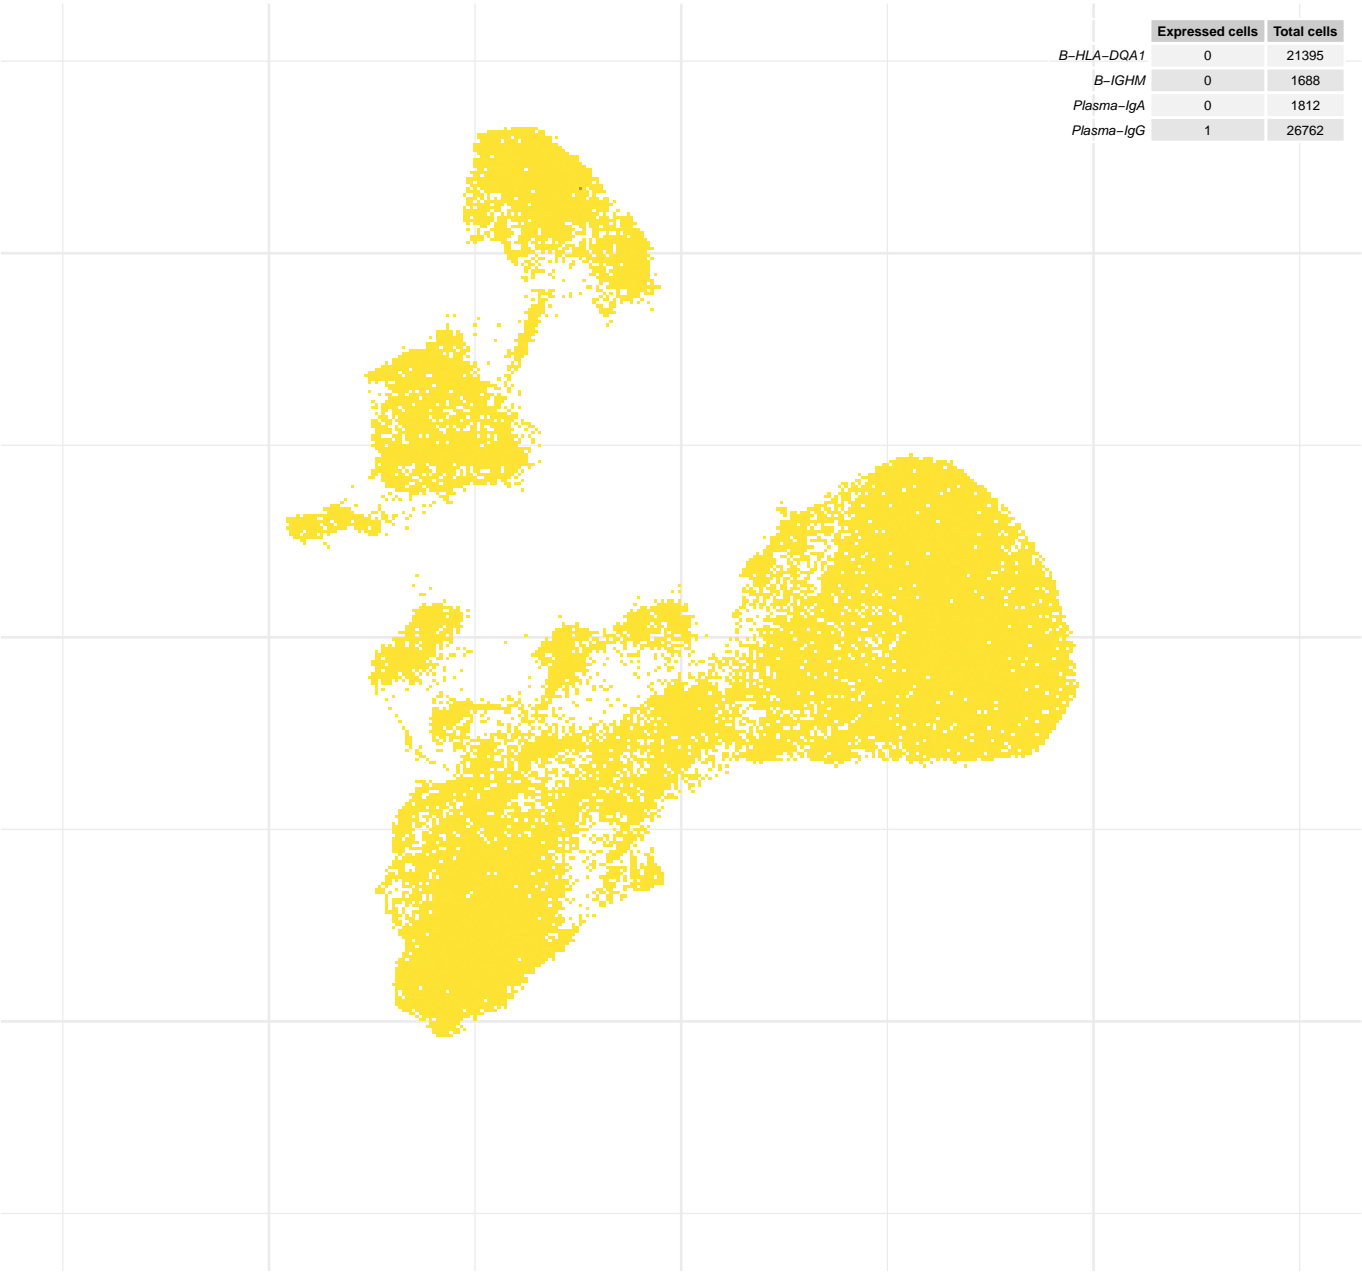 Expressed cells Total cells
B−HLA−DQA1 0 21395
B−IGHM 0 1688
Plasma−IgA 0 1812
Plasma−IgG 1 26762